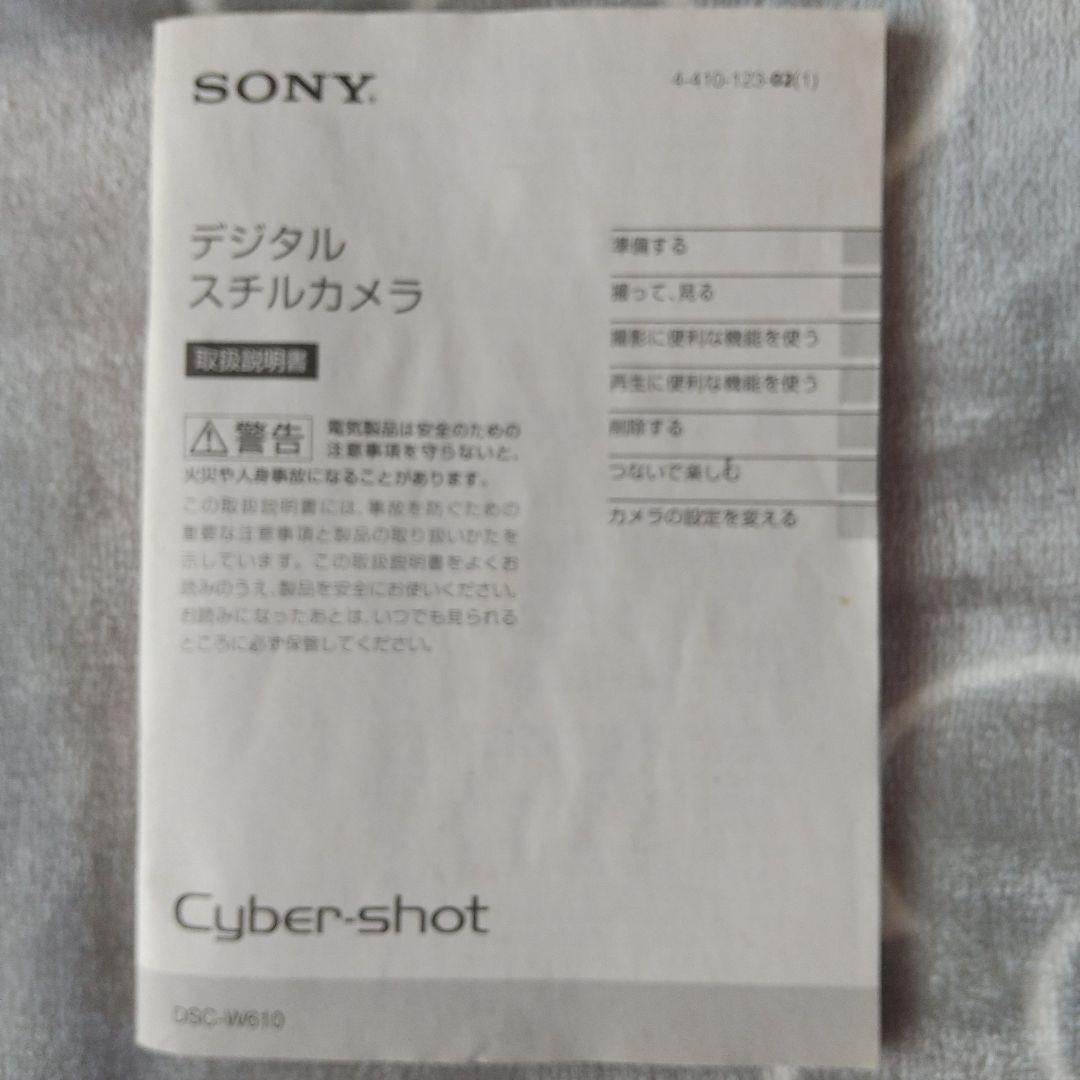 SONY
4-410-123-02(1)
デジタル
スチルカメラ
取扱説明書
警告
電気製品は安全のための
注意事項を守らないと、
火災や人身事故になることがあります。
この取扱説明書には、事故を防ぐための
重要な注意事項と製品の取り扱いかたを
示しています。この取扱説明書をよくお
読みのうえ、製品を安全にお使いください。
お読みになったあとは、いつでも見られる
ところに必ず保管してください。
準備する
撮って、見る
撮影に便利な機能を使う
再生に便利な機能を使う
削除する
つないで楽しむ
カメラの設定を変える
Cyber-shot
DSC-W610